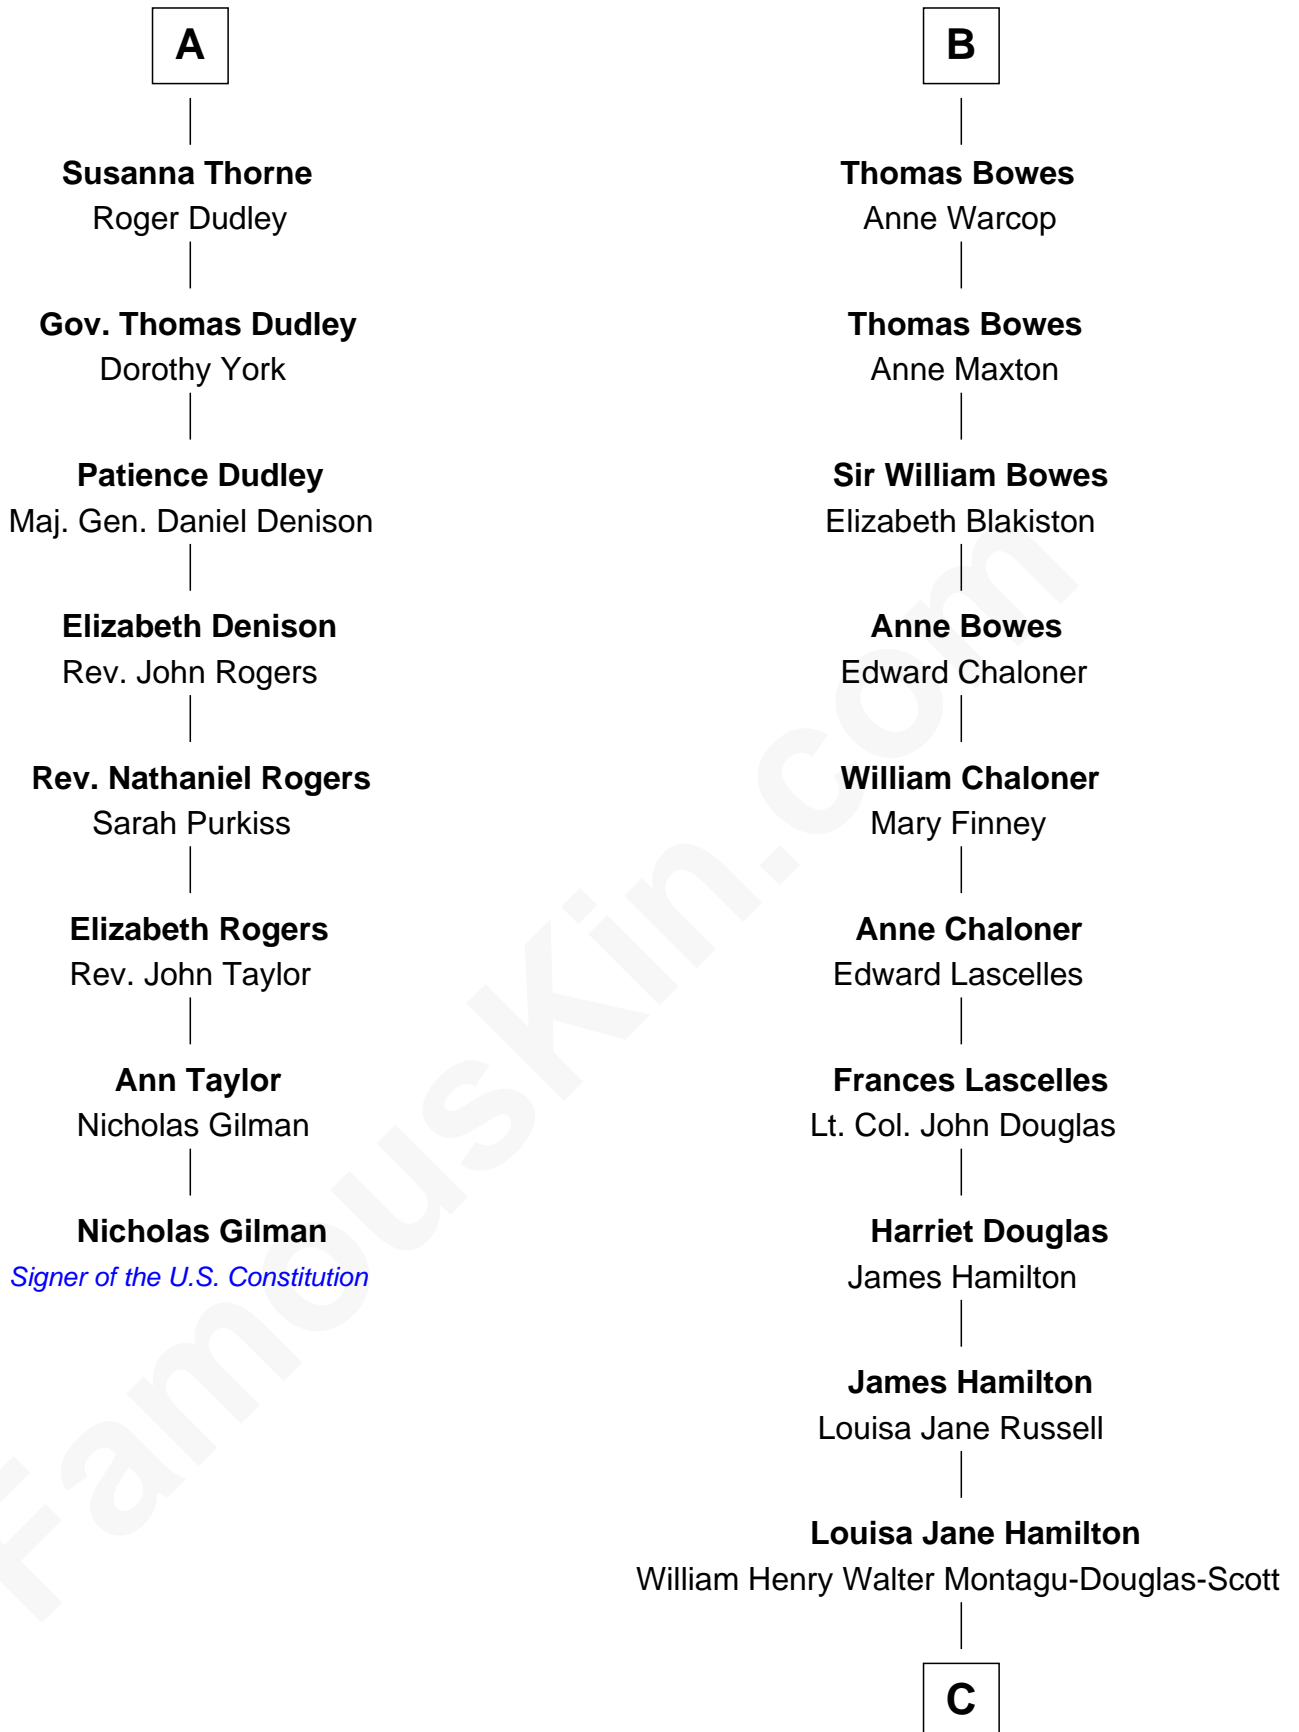 A
Susanna Thorne
Roger Dudley
Gov. Thomas Dudley
Dorothy York
Patience Dudley
Maj. Gen. Daniel Denison
Elizabeth Denison
Rev. John Rogers
Rev. Nathaniel Rogers
Sarah Purkiss
Elizabeth Rogers
Rev. John Taylor
Ann Taylor
Nicholas Gilman
Nicholas Gilman
Signer of the U.S. Constitution
B
Thomas Bowes
Anne Warcop
Thomas Bowes
Anne Maxton
Sir William Bowes
Elizabeth Blakiston
Anne Bowes
Edward Chaloner
William Chaloner
Mary Finney
Anne Chaloner
Edward Lascelles
Frances Lascelles
Lt. Col. John Douglas
Harriet Douglas
James Hamilton
James Hamilton
Louisa Jane Russell
Louisa Jane Hamilton
William Henry Walter Montagu-Douglas-Scott
C
FamousKin.com